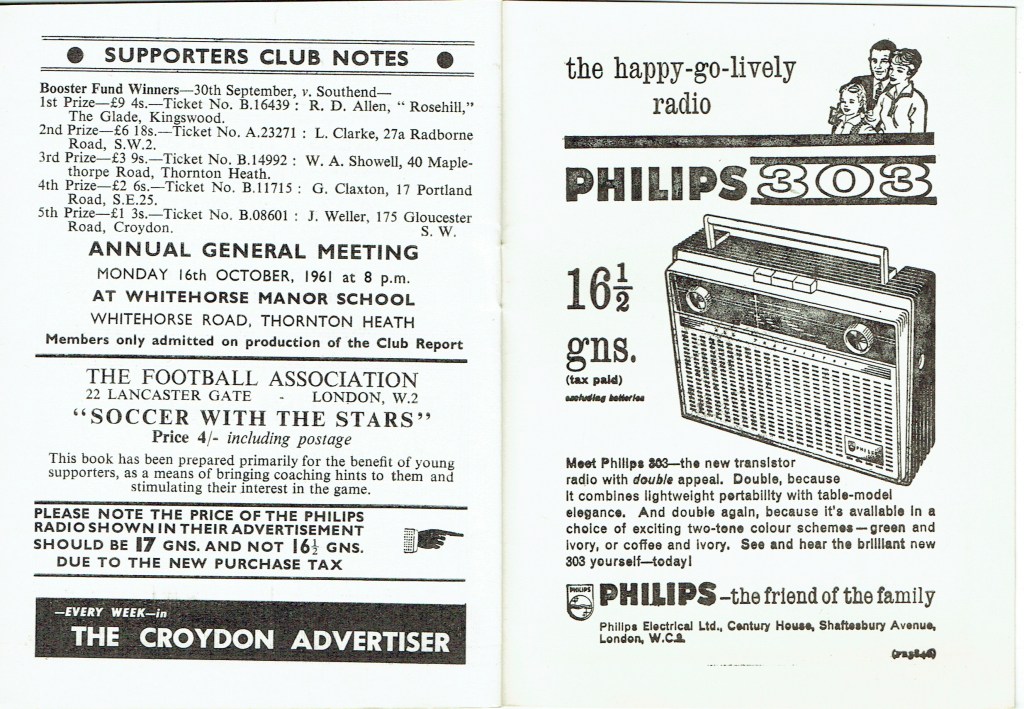 SUPPORTERS CLUB NOTES
Booster Fund Winners—30th September, v. Southend—
1st Prize—£9 4s.—Ticket No. B.16439 : R. D. Allen, " Rosehill,"
The Glade, Kingswood.
2nd Prize—£6 18s.—Ticket No. A.23271 : L. Clarke, 27a Radborne
Road, S.W.2.
3rd Prize—£3 9s.—Ticket No. B.14992 : W. A. Showell, 40 Maple-
thorpe Road, Thornton Heath.
4th Prize—£2 6s.—Ticket No. B.11715 : G. Claxton, 17 Portland
Road, S.E.25.
5th Prize—£1 3s.—Ticket No. B.08601 : J. Weller, 175 Gloucester
Road, Croydon. S. W.
ANNUAL GENERAL MEETING
MONDAY 16th OCTOBER, 1961 at 8 p.m.
AT WHITEHORSE MANOR SCHOOL
WHITEHORSE ROAD, THORNTON HEATH
Members only admitted on production of the Club Report
THE FOOTBALL ASSOCIATION
22 LANCASTER GATE - LONDON, W.2
"SOCCER WITH THE STARS"
Price 4/- including postage
This book has been prepared primarily for the benefit of young
supporters, as a means of bringing coaching hints to them and
stimulating their interest in the game.
PLEASE NOTE THE PRICE OF THE PHILIPS
RADIO SHOWN IN THEIR ADVERTISEMENT
SHOULD BE 17 GNS. AND NOT 16½ GNS.
DUE TO THE NEW PURCHASE TAX
—EVERY WEEK—in
THE CROYDON ADVERTISER
the happy-go-lively
radio
PHILIPS 303
16½
gns.
(tax paid)
excluding batteries
PHILIPS
Meet Philips 303—the new transistor
radio with double appeal. Double, because
it combines lightweight portability with table-model
elegance. And double again, because it's available in a
choice of exciting two-tone colour schemes—green and
ivory, or coffee and ivory. See and hear the brilliant new
303 yourself—today!
PHILIPS
PHILIPS—the friend of the family
Philips Electrical Ltd., Century House, Shaftesbury Avenue,
London, W.C.2.